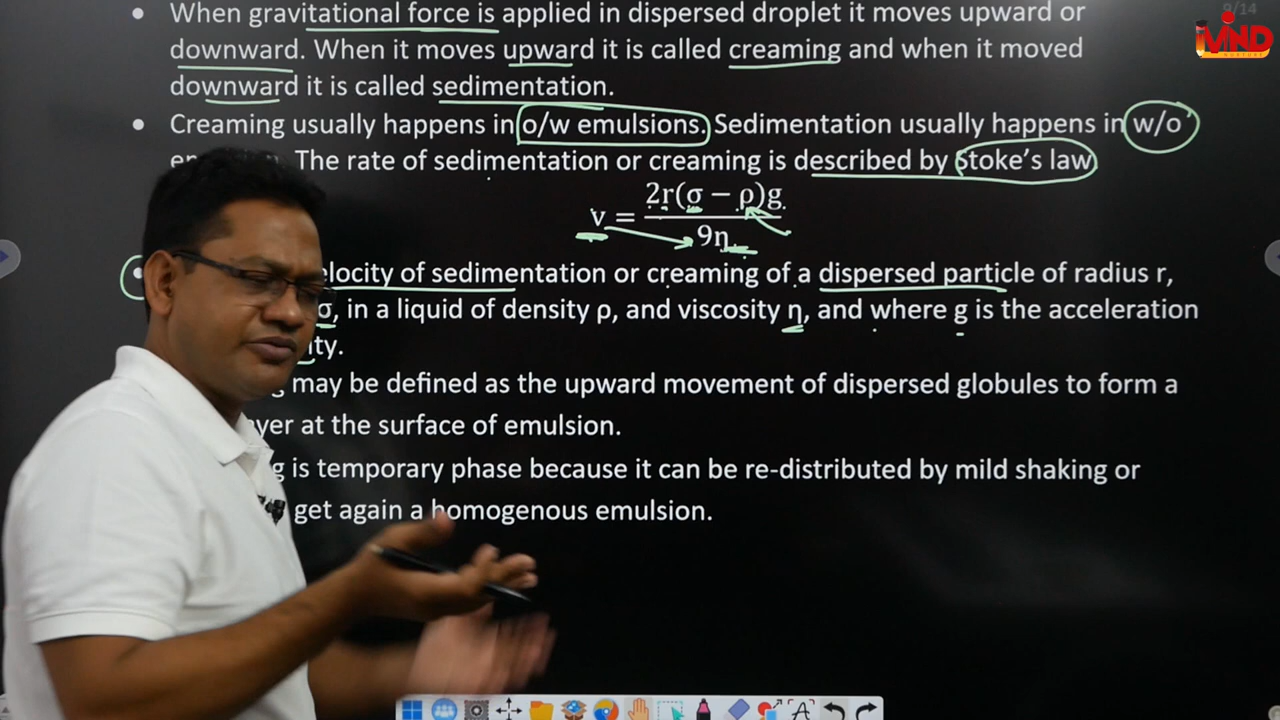 9/14
MIND
• When gravitational force is applied in dispersed droplet it moves upward or
downward. When it moves upward it is called creaming and when it moved
downward it is called sedimentation.
• Creaming usually happens in o/w emulsions. Sedimentation usually happens in w/o
The rate of sedimentation or creaming is described by Stoke's law
v = 2r(σ − ρ)g / 9η
elocity of sedimentation or creaming of a dispersed particle of radius r,
σ, in a liquid of density ρ, and viscosity η, and where g is the acceleration
ity.
g may be defined as the upward movement of dispersed globules to form a
yer at the surface of emulsion.
g is temporary phase because it can be re-distributed by mild shaking or
get again a homogenous emulsion.